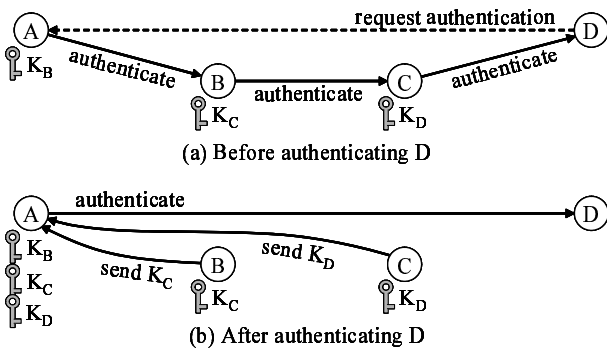 request authentication
A
D
authenticate
authenticate
K_B
B
authenticate
C
K_C
K_D
(a) Before authenticating D
authenticate
A
D
K_B
send K_C
B
send K_D
C
K_C
K_C
K_D
K_D
(b) After authenticating D